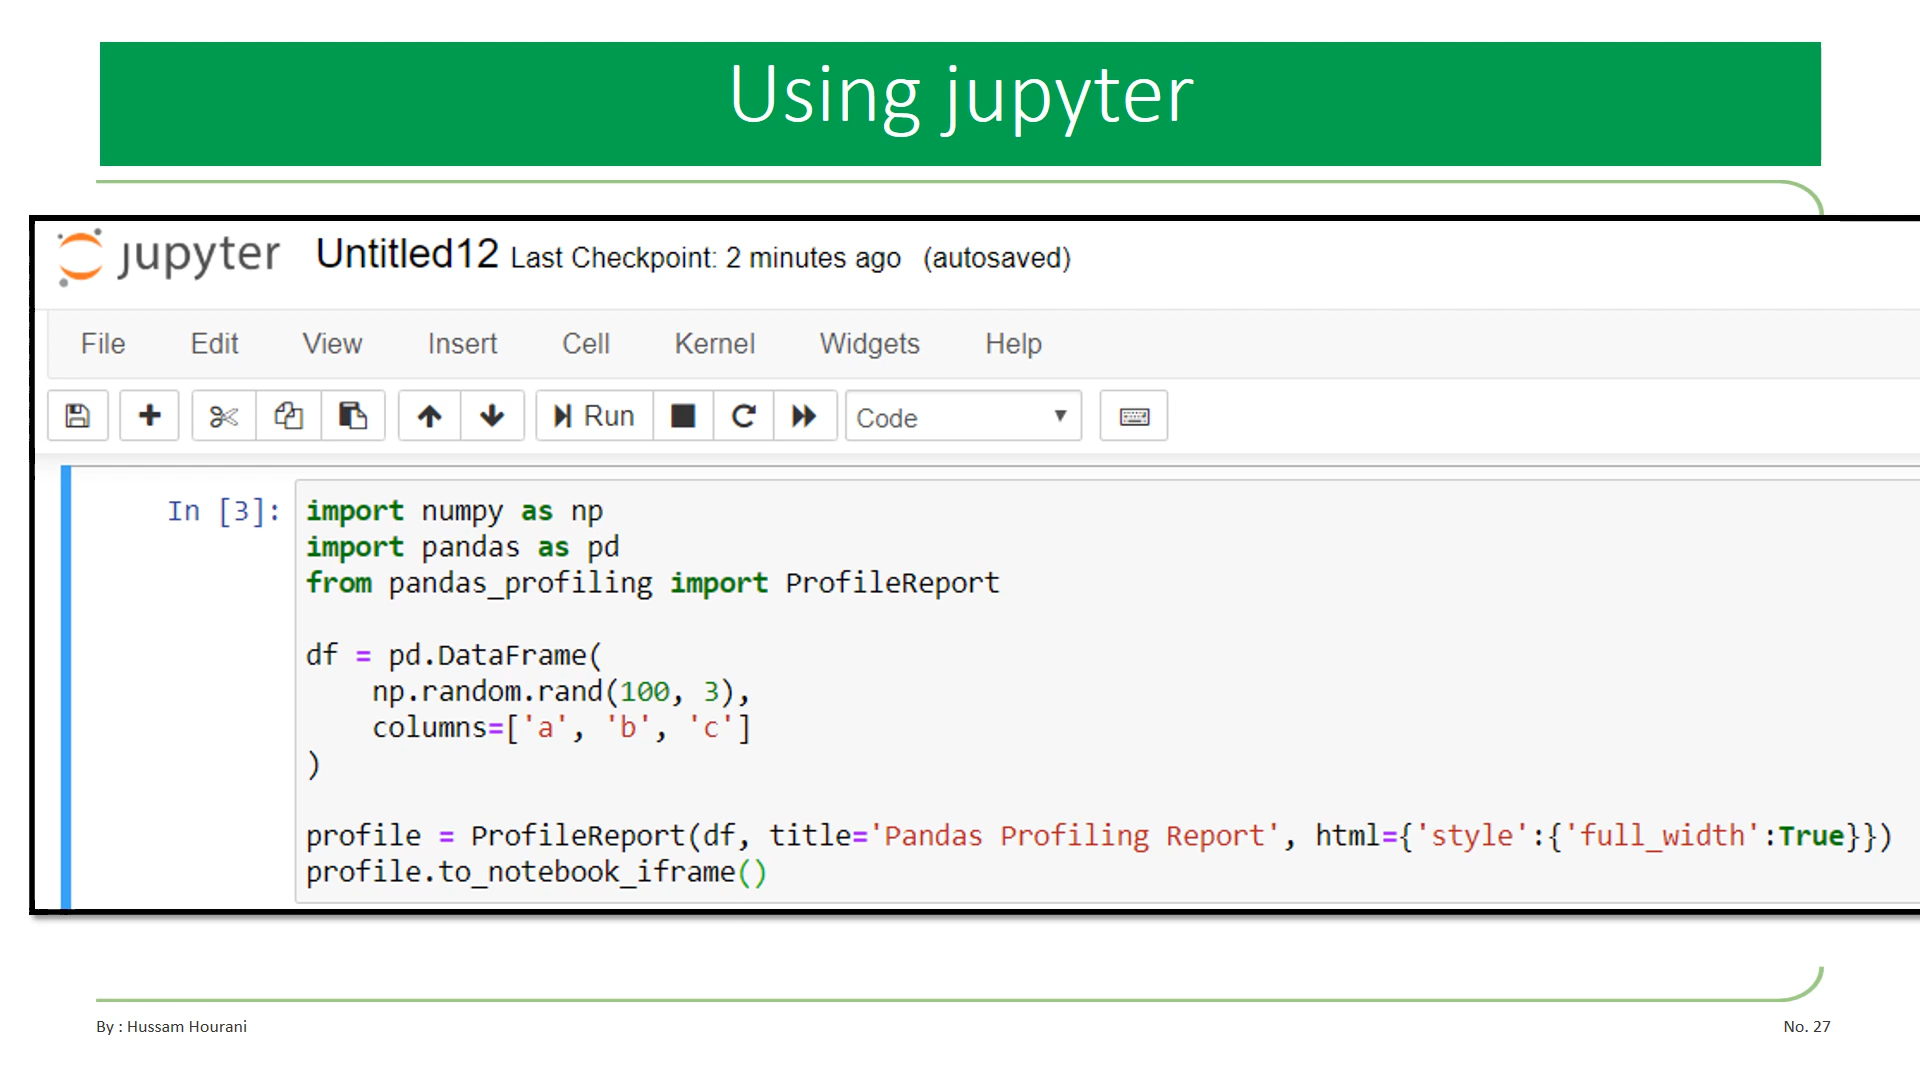 Using jupyter
jupyter Untitled12 Last Checkpoint: 2 minutes ago (autosaved)
File Edit View Insert Cell Kernel Widgets Help
Run Code
In [3]: import numpy as np
import pandas as pd
from pandas_profiling import ProfileReport
df = pd.DataFrame(
    np.random.rand(100, 3),
    columns=['a', 'b', 'c']
)
profile = ProfileReport(df, title='Pandas Profiling Report', html={'style':{'full_width':True}})
profile.to_notebook_iframe()
By : Hussam Hourani
No. 27